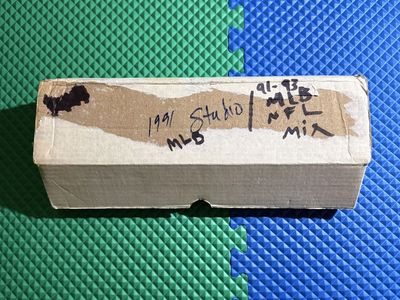 1991 Studio
MLB
91-93
MLB
NFL
Mix